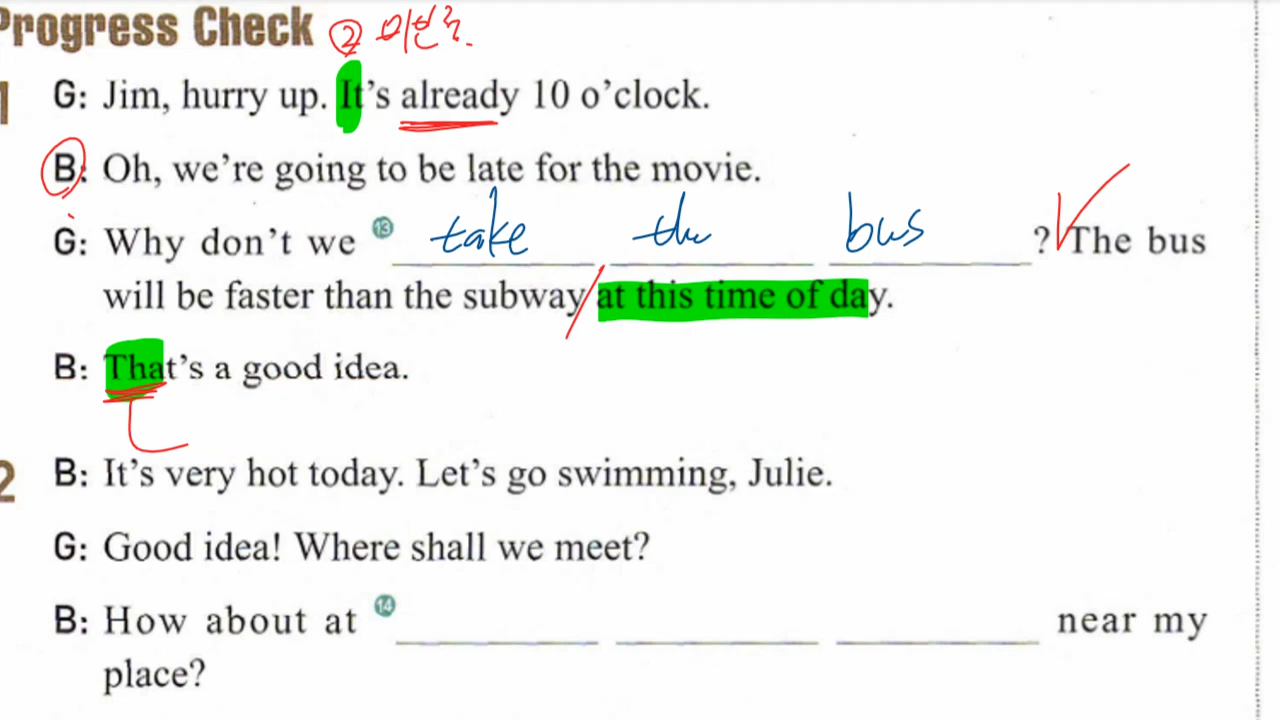 Progress Check ② 비인칭.
1 G: Jim, hurry up. It's already 10 o'clock.
B: Oh, we're going to be late for the movie.
G: Why don't we ⑬ take the bus ? The bus
will be faster than the subway at this time of day.
B: That's a good idea.
2 B: It's very hot today. Let's go swimming, Julie.
G: Good idea! Where shall we meet?
B: How about at ⑭ near my
place?